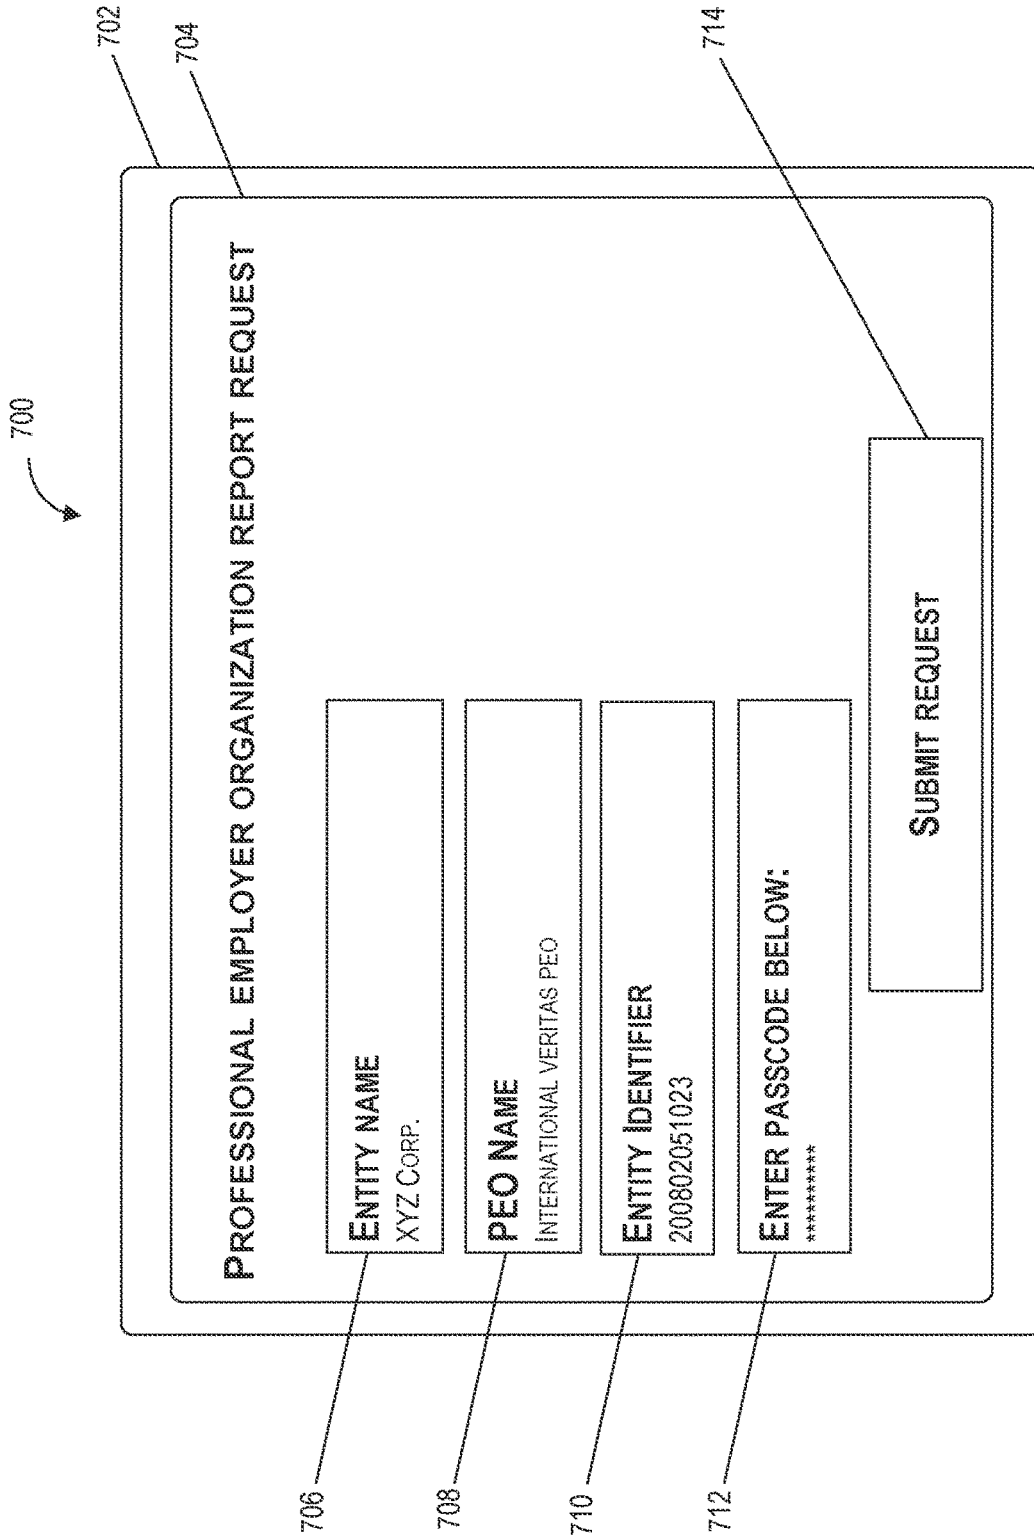 700
702
704
PROFESSIONAL EMPLOYER ORGANIZATION REPORT REQUEST
706
ENTITY NAME
XYZ CORP.
708
PEO NAME
INTERNATIONAL VERITAS PEO
710
ENTITY IDENTIFIER
200802051023
712
ENTER PASSCODE BELOW:
**********
SUBMIT REQUEST
714